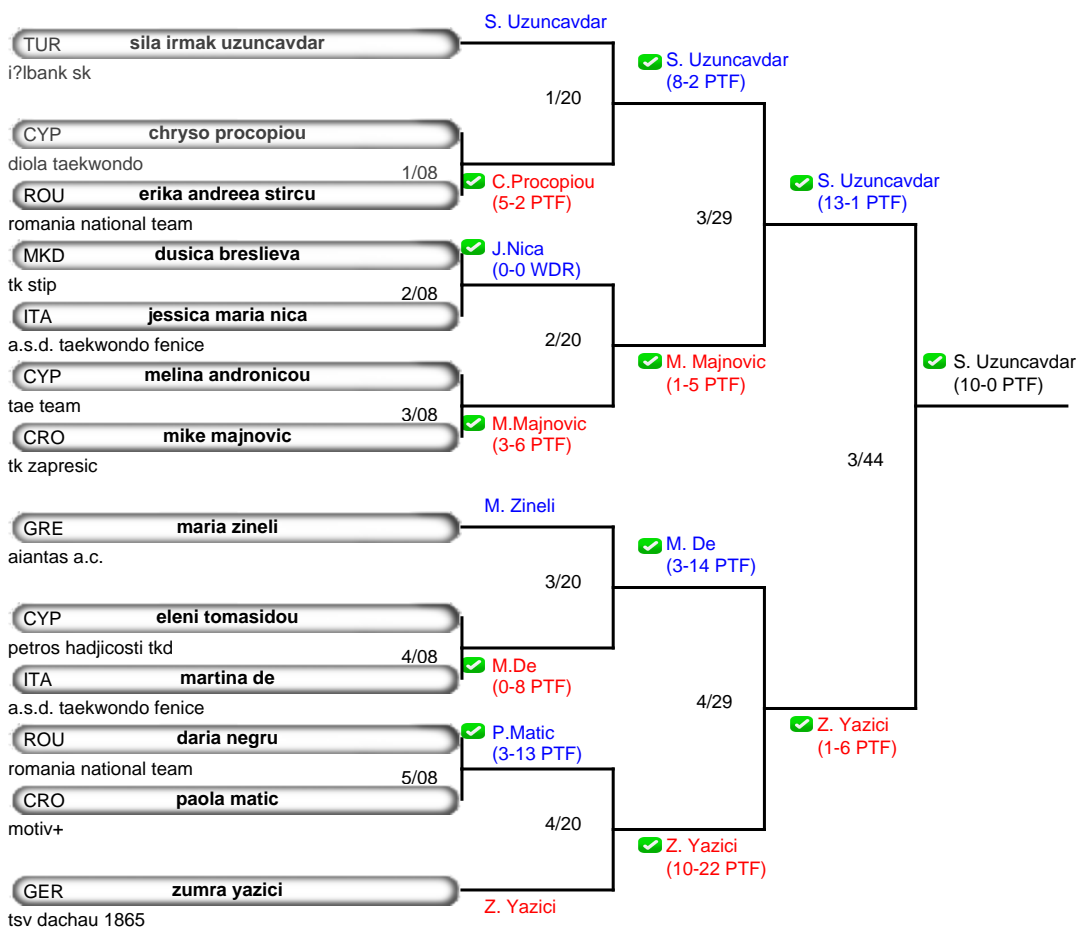 S. Uzuncavdar
TUR sila irmak uzuncavdar
i?lbank sk
S. Uzuncavdar
(8-2 PTF)
1/20
CYP chryso procopiou
diola taekwondo
1/08
C.Procopiou
(5-2 PTF)
ROU erika andreea stircu
romania national team
S. Uzuncavdar
(13-1 PTF)
3/29
MKD dusica breslieva
tk stip
J.Nica
(0-0 WDR)
2/08
ITA jessica maria nica
a.s.d. taekwondo fenice
2/20
M. Majnovic
(1-5 PTF)
CYP melina andronicou
tae team
3/08
M.Majnovic
(3-6 PTF)
CRO mike majnovic
tk zapresic
S. Uzuncavdar
(10-0 PTF)
3/44
M. Zineli
GRE maria zineli
aiantas a.c.
M. De
(3-14 PTF)
3/20
CYP eleni tomasidou
petros hadjicosti tkd
4/08
M.De
(0-8 PTF)
ITA martina de
a.s.d. taekwondo fenice
4/29
Z. Yazici
(1-6 PTF)
ROU daria negru
romania national team
P.Matic
(3-13 PTF)
5/08
CRO paola matic
motiv+
4/20
Z. Yazici
(10-22 PTF)
GER zumra yazici
tsv dachau 1865
Z. Yazici